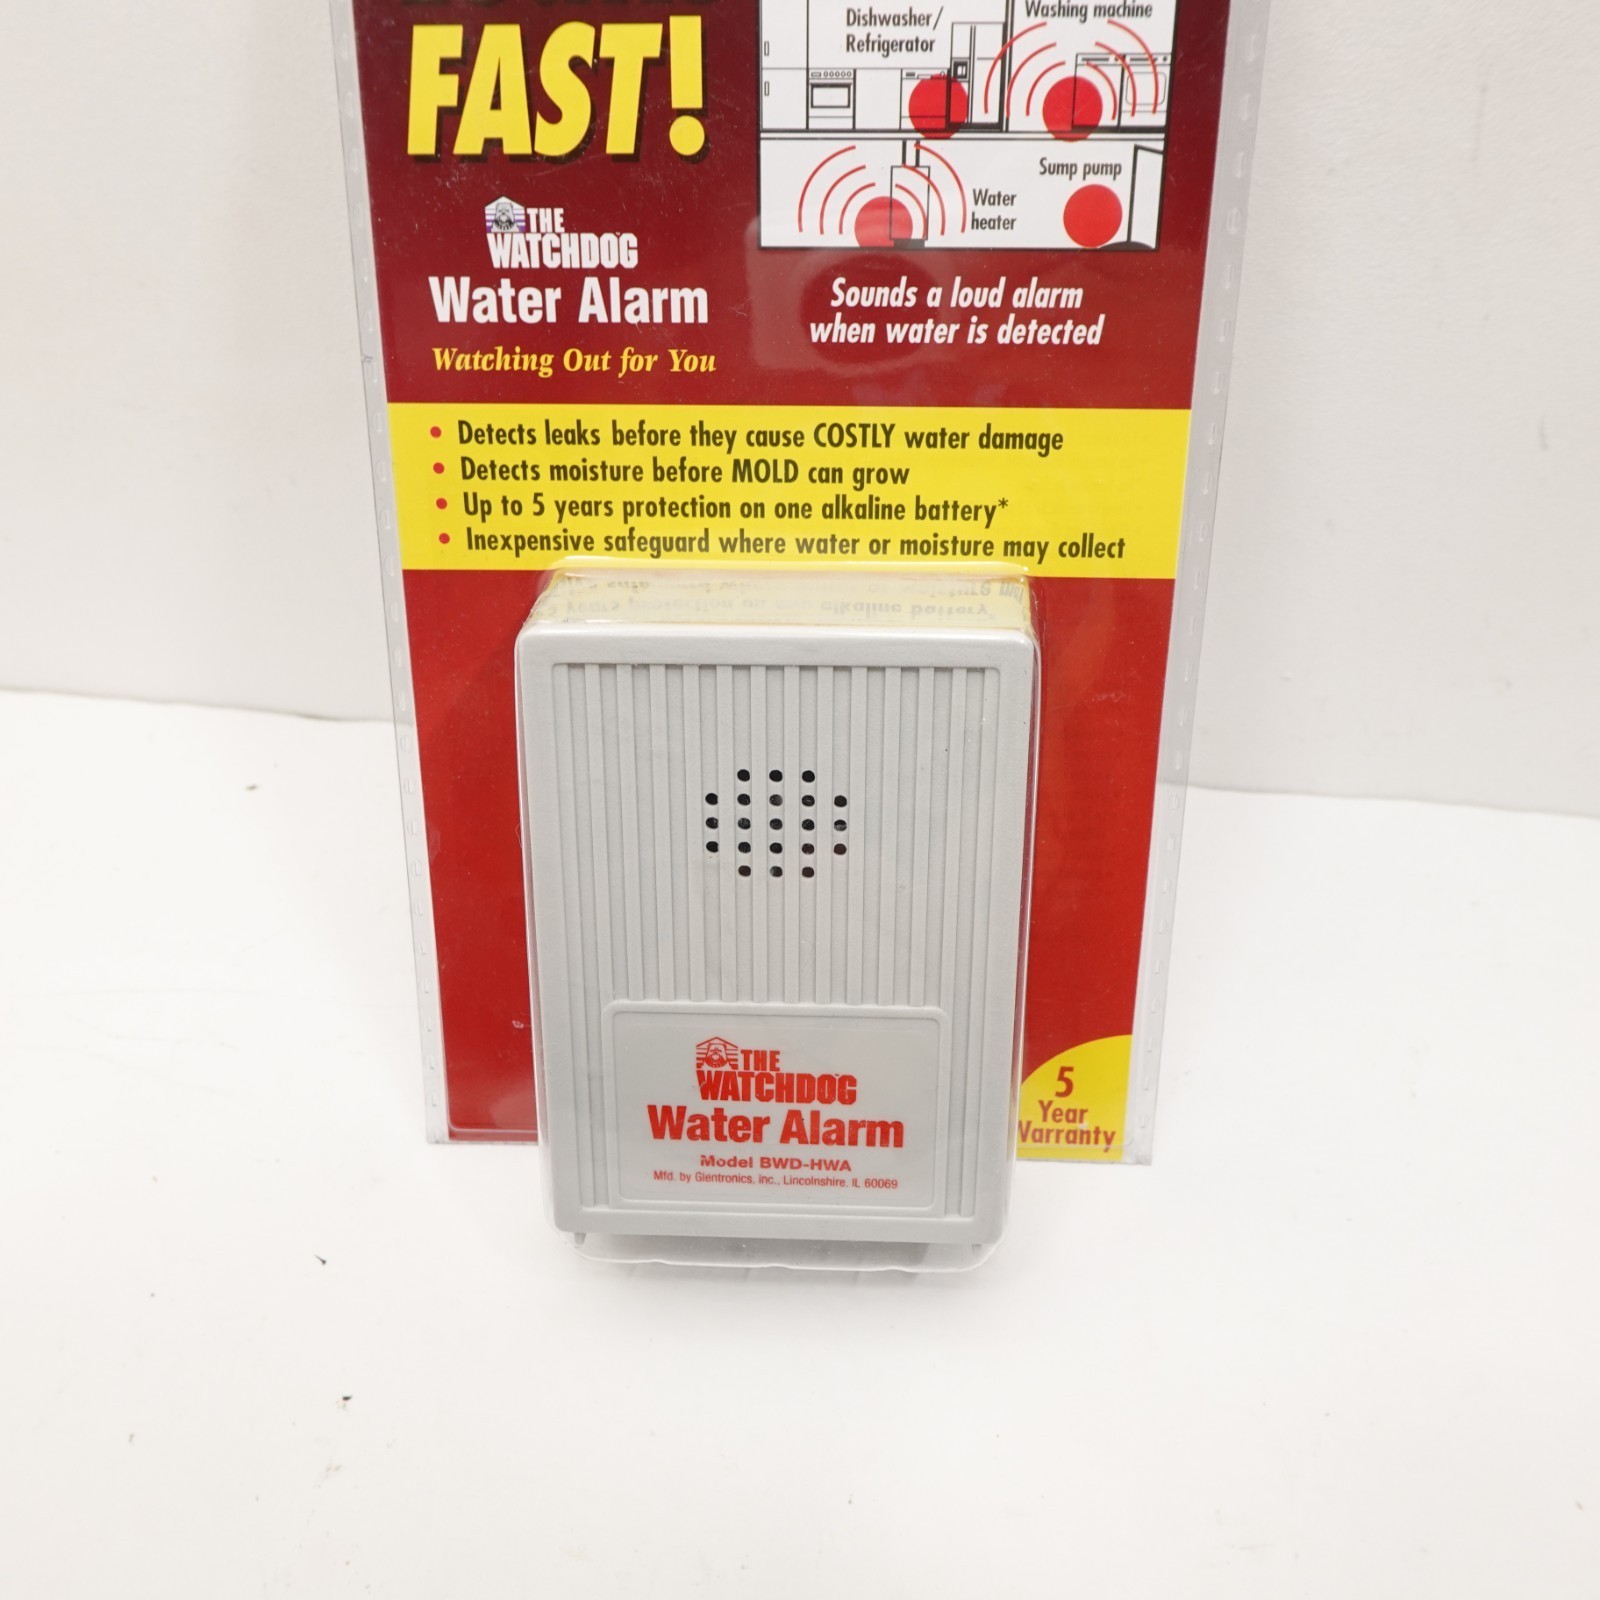 FAST!
THE
WATCHDOG
Water Alarm
Watching Out for You
Dishwasher/
Refrigerator
Washing machine
Water
heater
Sump pump
Sounds a loud alarm
when water is detected
• Detects leaks before they cause COSTLY water damage
• Detects moisture before MOLD can grow
• Up to 5 years protection on one alkaline battery*
• Inexpensive safeguard where water or moisture may collect
THE
WATCHDOG
Water Alarm
Model BWD-HWA
Mfd. by Glentronics, Inc., Lincolnshire, IL 60069
5
Year
Warranty